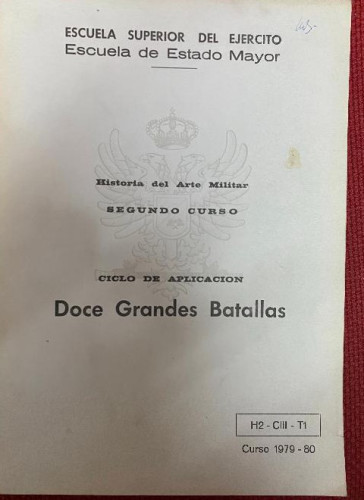 ESCUELA SUPERIOR DEL EJERCITO
Escuela de Estado Mayor
Historia del Arte Militar
SEGUNDO CURSO
CICLO DE APLICACION
Doce Grandes Batallas
H2 - CIII - T1
Curso 1979 - 80